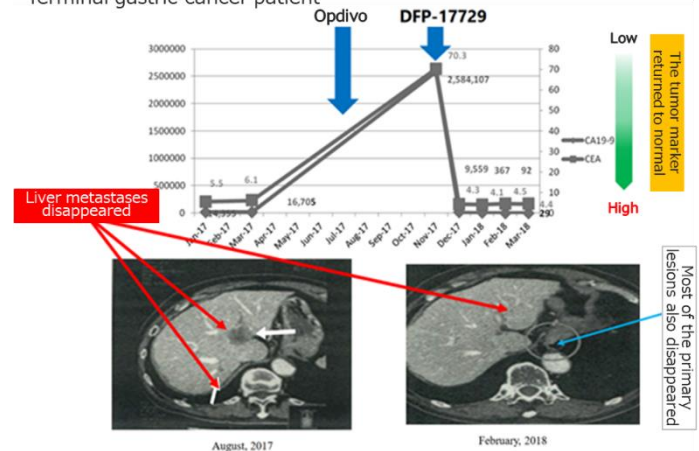 Terminal gastric cancer patient
Opdivo
DFP-17729
3000000
2500000
2000000
1500000
1000000
500000
0
80
70
60
50
40
30
20
10
0
70.3
2,584,107
5.5
6.1
16,705
9,559 367 92
4.3 4.1 4.5
4.4
29
CA19-9
CEA
Jan-17
Feb-17
Mar-17
Apr-17
May-17
Jun-17
Jul-17
Aug-17
Sep-17
Oct-17
Nov-17
Dec-17
Jan-18
Feb-18
Mar-18
Low
High
The tumor marker
returned to normal
Liver metastases
disappeared
Most of the primary
lesions also disappeared
August, 2017
February, 2018